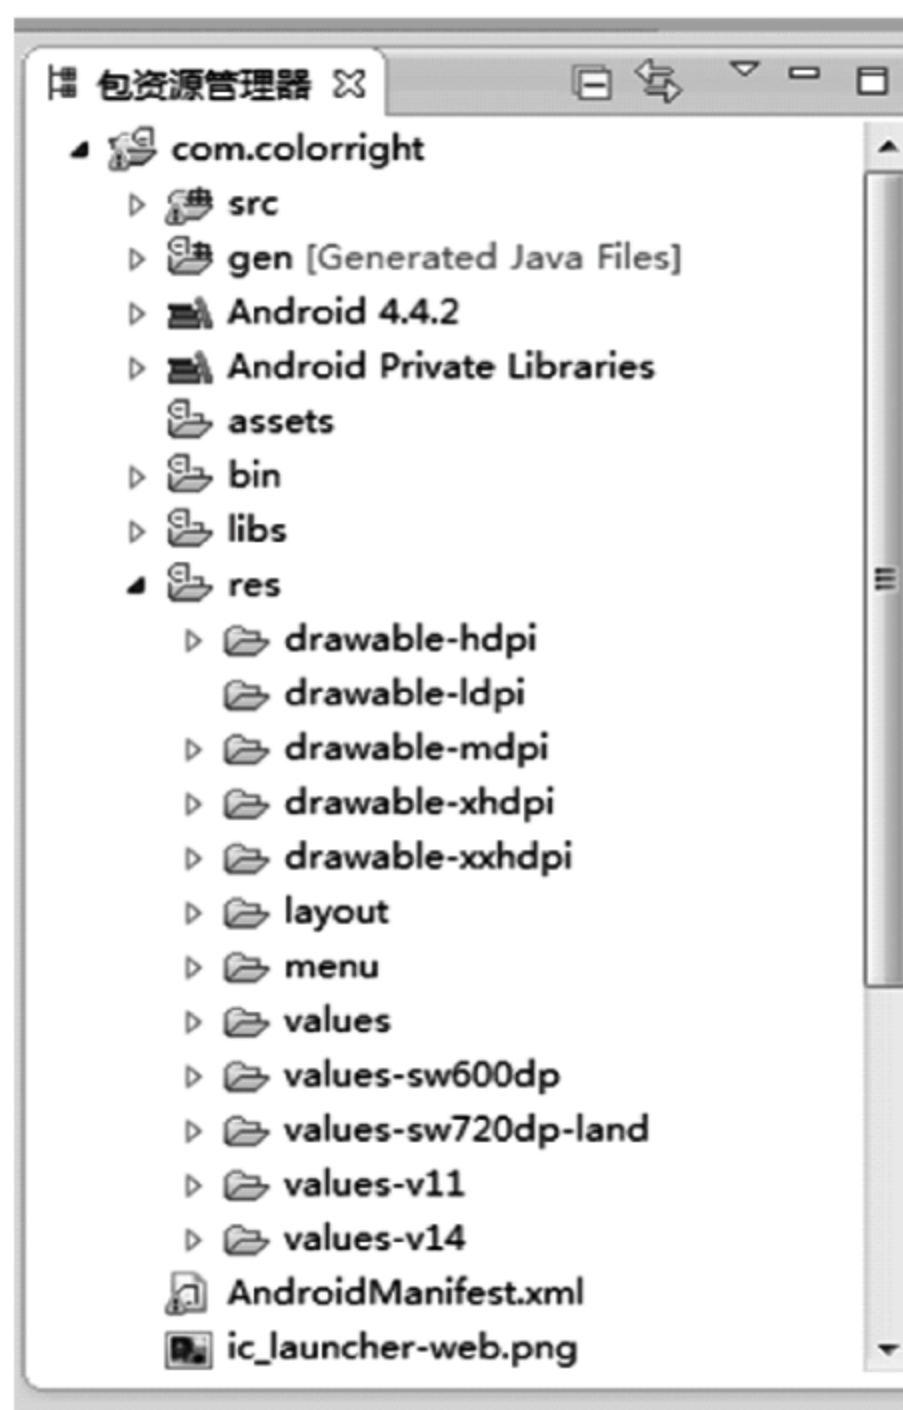 包资源管理器
com.colorright
src
gen [Generated Java Files]
Android 4.4.2
Android Private Libraries
assets
bin
libs
res
drawable-hdpi
drawable-ldpi
drawable-mdpi
drawable-xhdpi
drawable-xxhdpi
layout
menu
values
values-sw600dp
values-sw720dp-land
values-v11
values-v14
AndroidManifest.xml
ic_launcher-web.png